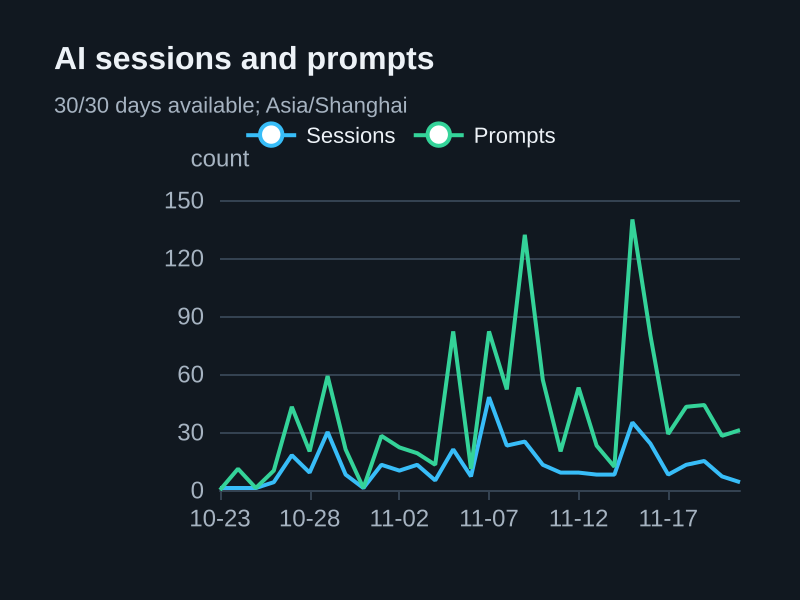 AI sessions and prompts
30/30 days available; Asia/Shanghai
Sessions Prompts
count
150
120
90
60
30
0
10-23 10-28 11-02 11-07 11-12 11-17